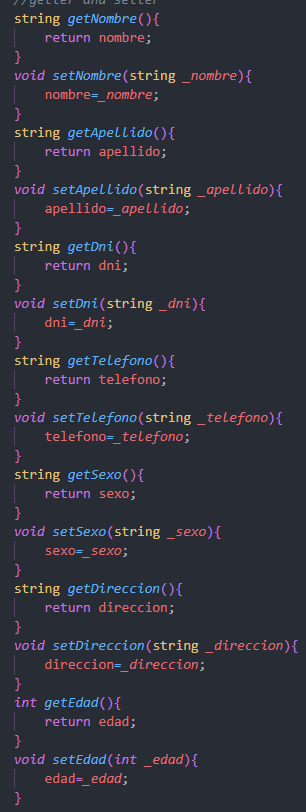 //getter and setter
string getNombre(){
return nombre;
}
void setNombre(string _nombre){
nombre=_nombre;
}
string getApellido(){
return apellido;
}
void setApellido(string _apellido){
apellido=_apellido;
}
string getDni(){
return dni;
}
void setDni(string _dni){
dni=_dni;
}
string getTelefono(){
return telefono;
}
void setTelefono(string _telefono){
telefono=_telefono;
}
string getSexo(){
return sexo;
}
void setSexo(string _sexo){
sexo=_sexo;
}
string getDireccion(){
return direccion;
}
void setDireccion(string _direccion){
direccion=_direccion;
}
int getEdad(){
return edad;
}
void setEdad(int _edad){
edad=_edad;
}